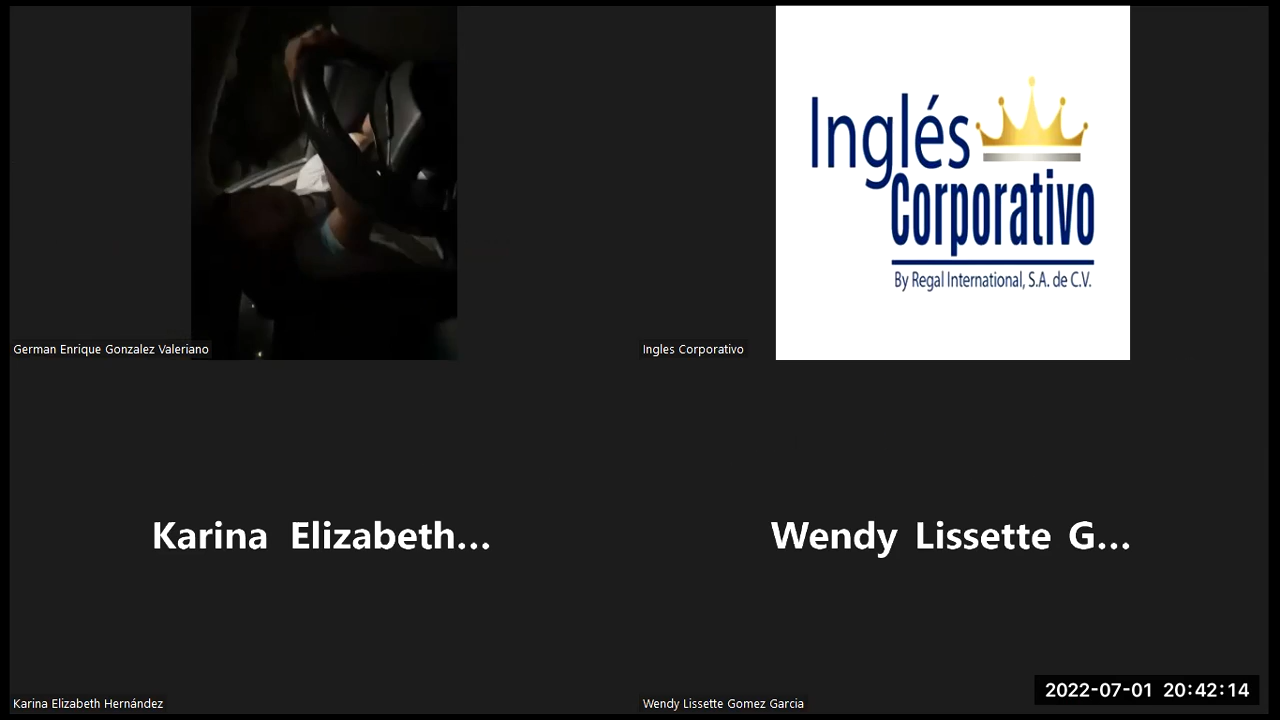 Inglés
Corporativo
By Regal International, S.A. de C.V.
German Enrique Gonzalez Valeriano
Ingles Corporativo
Karina Elizabeth...
Wendy Lissette G...
Karina Elizabeth Hernández
Wendy Lissette Gomez Garcia
2022-07-01 20:42:14